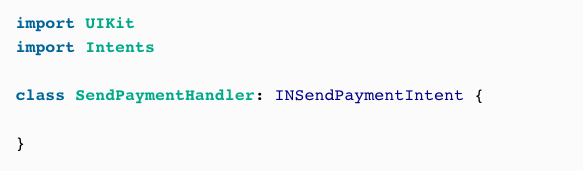 import UIKit
import Intents
class SendPaymentHandler: INSendPaymentIntent {
}